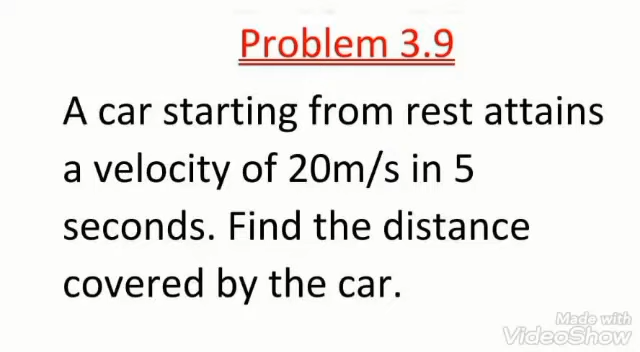 Problem 3.9
A car starting from rest attains
a velocity of 20m/s in 5
seconds. Find the distance
covered by the car.
Made with
VideoShow